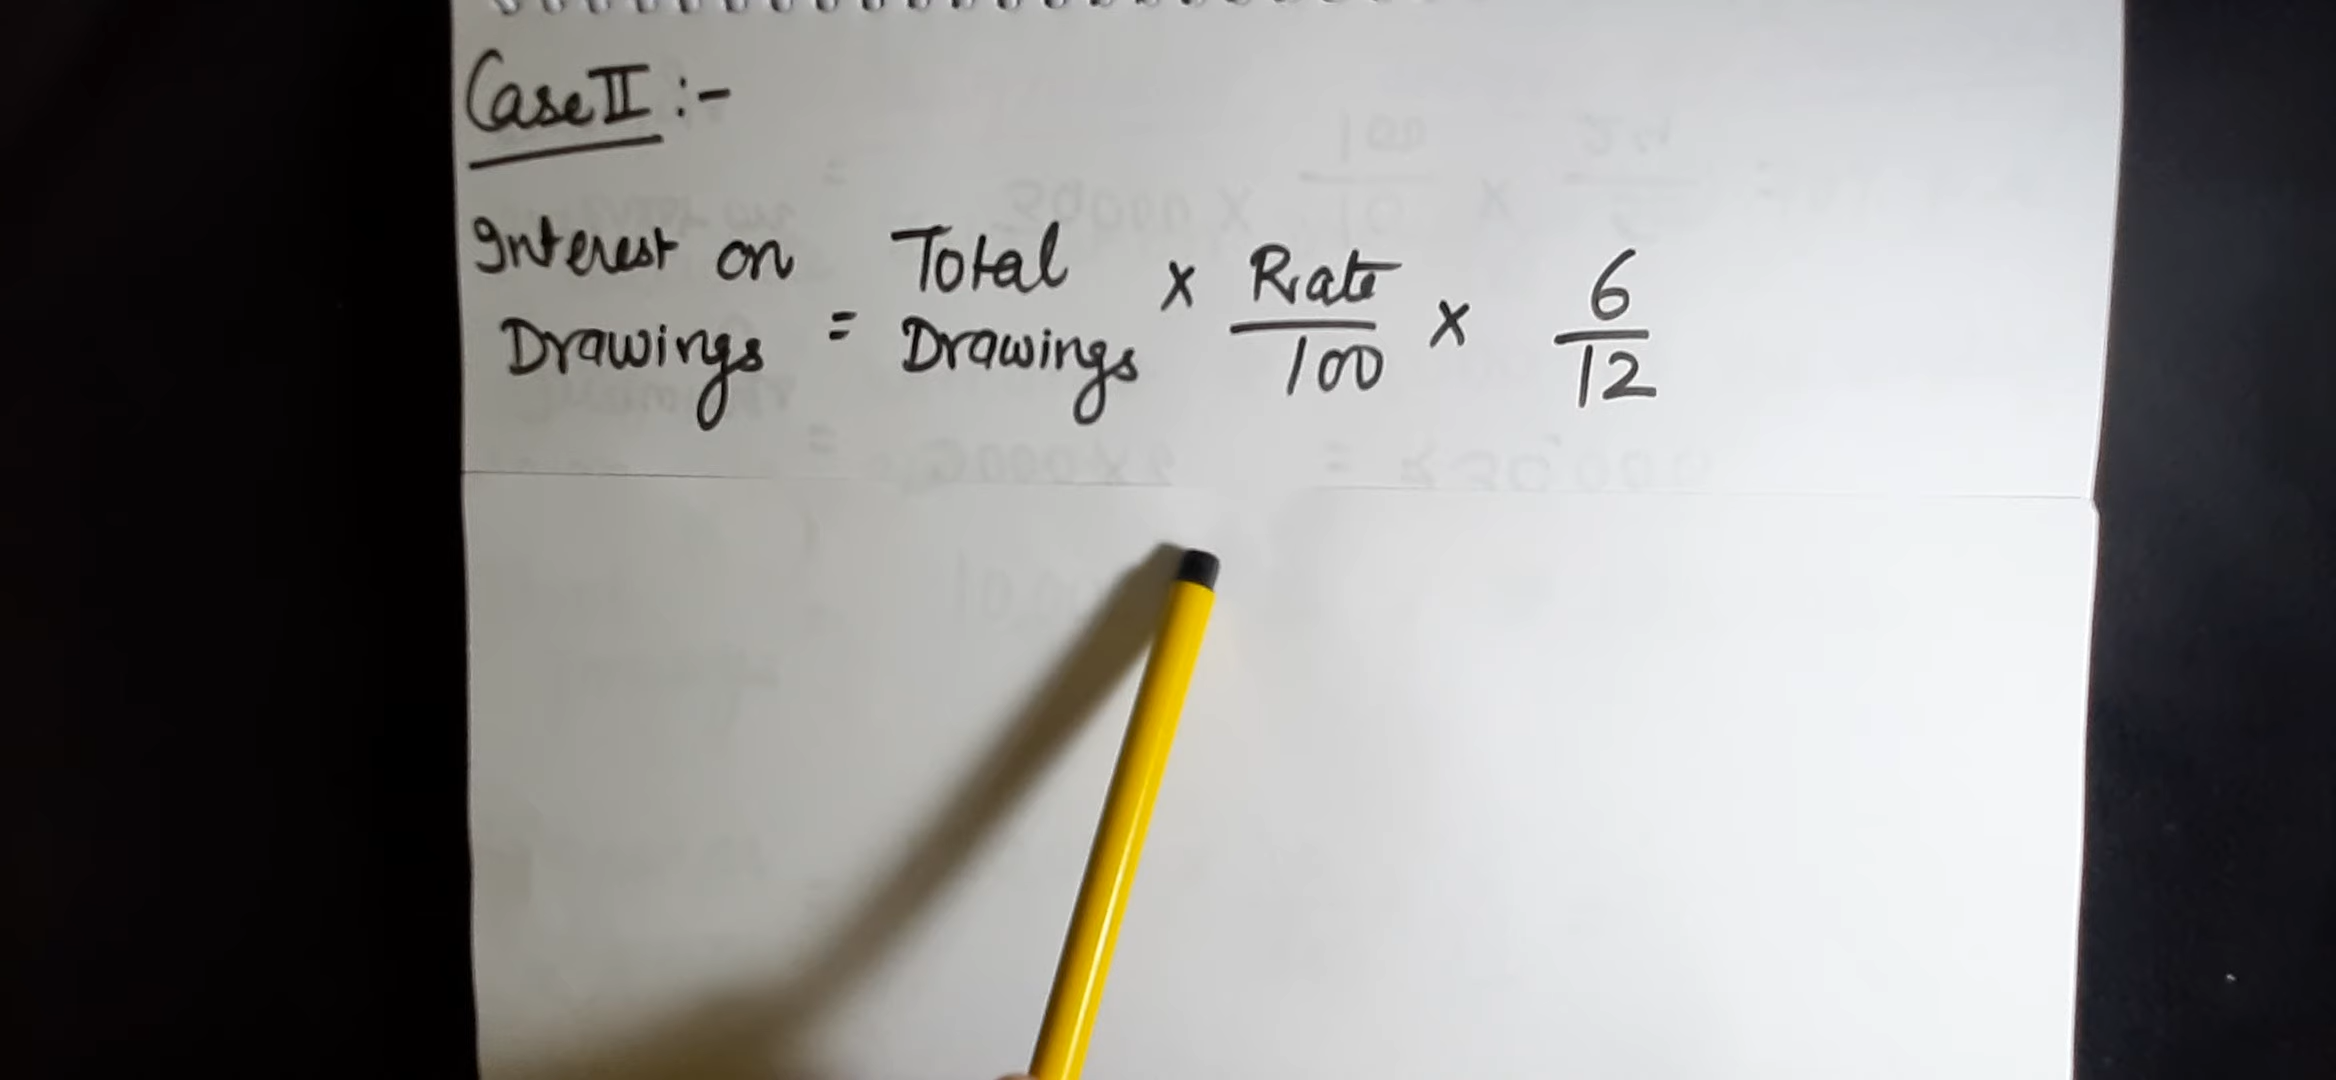 Case II :-
Interest on Drawings = Total Drawings x Rate/100 x 6/12